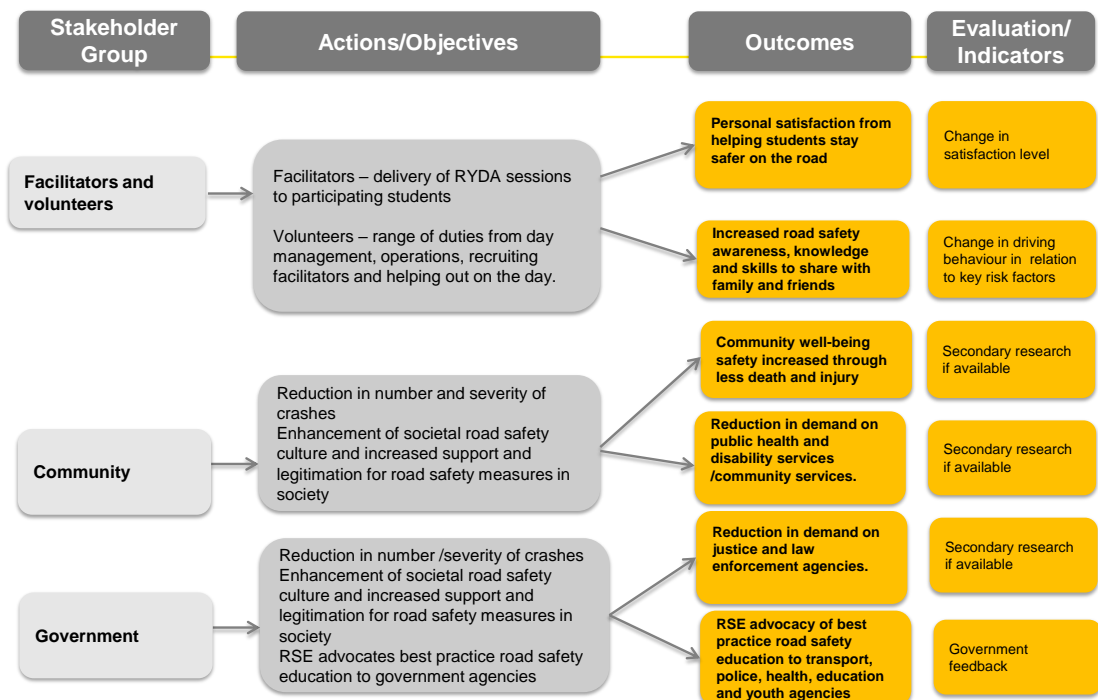 Stakeholder
Group
Actions/Objectives
Outcomes
Evaluation/
Indicators
Facilitators and
volunteers
Facilitators – delivery of RYDA sessions
to participating students
Volunteers – range of duties from day
management, operations, recruiting
facilitators and helping out on the day.
Personal satisfaction from
helping students stay
safer on the road
Change in
satisfaction level
Increased road safety
awareness, knowledge
and skills to share with
family and friends
Change in driving
behaviour in relation
to key risk factors
Community
Reduction in number and severity of
crashes
Enhancement of societal road safety
culture and increased support and
legitimation for road safety measures in
society
Community well-being
safety increased through
less death and injury
Secondary research
if available
Reduction in demand on
public health and
disability services
/community services.
Secondary research
if available
Government
Reduction in number /severity of crashes
Enhancement of societal road safety
culture and increased support and
legitimation for road safety measures in
society
RSE advocates best practice road safety
education to government agencies
Reduction in demand on
justice and law
enforcement agencies.
Secondary research
if available
RSE advocacy of best
practice road safety
education to transport,
police, health, education
and youth agencies
Government
feedback